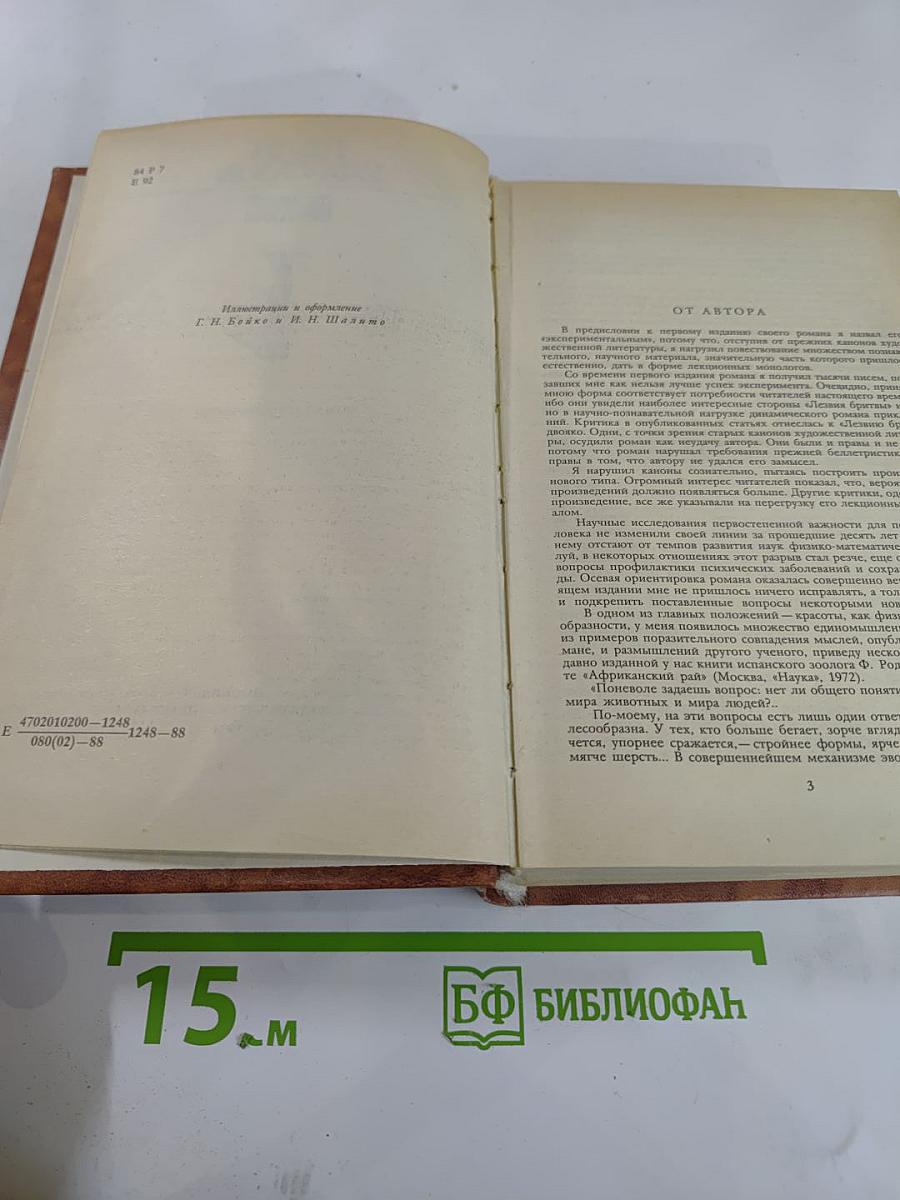 84 Р 7
Е 92
Иллюстрации и оформление
Г. Н. Бойко и И. Н. Шалито
Е 4702010200—1248
080(02)—88
1248—88
ОТ АВТОРА
В предисловии к первому изданию своего романа я назвал ег
«экспериментальным», потому что, отступив от прежних канонов худо
жественной литературы, я нагрузил повествование множеством позна
тельного, научного материала, значительную часть которого пришло
естественно, дать в форме лекционных монологов.
Со времени первого издания романа я получил тысячи писем, по
завших мне как нельзя лучше успех эксперимента. Очевидно, прин
мною форма соответствует потребности читателей настоящего врем
ибо они увидели наиболее интересные стороны «Лезвия бритвы» и
но в научно-познавательной нагрузке динамического романа прик
ний. Критика в опубликованных статьях отнеслась к «Лезвию бр
двояко. Одни, с точки зрения старых канонов художественной лит
ры, осудили роман как неудачу автора. Они были и правы и не
потому что роман нарушал требования прежней беллетристик
правы в том, что автору не удался его замысел.
Я нарушил каноны сознательно, пытаясь построить прои
нового типа. Огромный интерес читателей показал, что, вероя
произведений должно появляться больше. Другие критики, од
произведение, все же указывали на перегрузку его лекционны
алом.
Научные исследования первостепенной важности для по
ловека не изменили своей линии за прошедшие десять лет
нему отстают от темпов развития наук физико-математиче
луй, в некоторых отношениях этот разрыв стал резче, еще о
вопросы профилактики психических заболеваний и сохра
ды. Осевая ориентировка романа оказалась совершенно ве
ящем издании мне не пришлось ничего исправлять, а тол
и подкрепить поставленные вопросы некоторыми нов
В одном из главных положений — красоты, как физи
образности, у меня появилось множество единомышлен
из примеров поразительного совпадения мыслей, опубл
мане, и размышлений другого ученого, приведу неско
давно изданной у нас книги испанского зоолога Ф. Род
те «Африканский рай» (Москва, «Наука», 1972).
«Поневоле задаешь вопрос: нет ли общего понят
мира животных и мира людей?..
По-моему, на эти вопросы есть лишь один ответ
лесообразна. У тех, кто больше бегает, зорче вгляд
чется, упорнее сражается,— стройнее формы, ярче
мягче шерсть... В совершеннейшем механизме эво
3
15 см
БФ БИБЛИОФАН